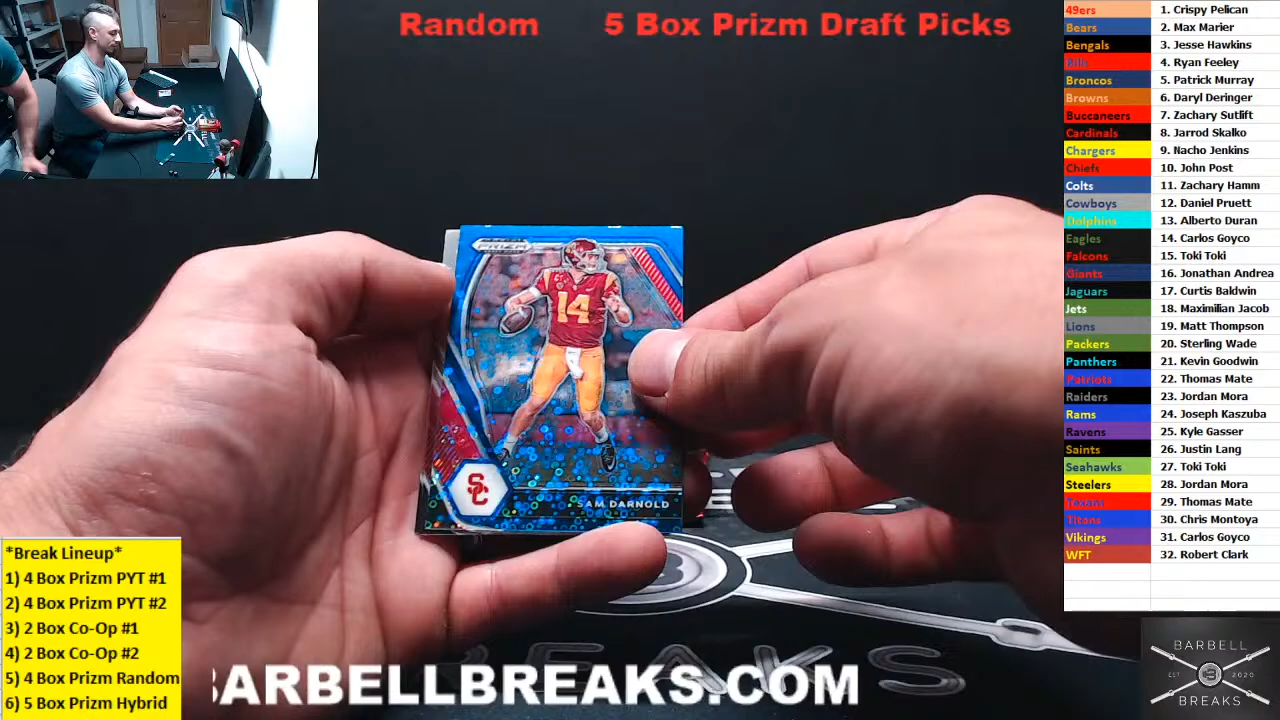 Random 5 Box Prizm Draft Picks
49ers 1. Crispy Pelican
Bears 2. Max Marier
Bengals 3. Jesse Hawkins
Bills 4. Ryan Feeley
Broncos 5. Patrick Murray
Browns 6. Daryl Deringer
Buccaneers 7. Zachary Sutlift
Cardinals 8. Jarrod Skalko
Chargers 9. Nacho Jenkins
Chiefs 10. John Post
Colts 11. Zachary Hamm
Cowboys 12. Daniel Pruett
Dolphins 13. Alberto Duran
Eagles 14. Carlos Goyco
Falcons 15. Toki Toki
Giants 16. Jonathan Andrea
Jaguars 17. Curtis Baldwin
Jets 18. Maximilian Jacob
Lions 19. Matt Thompson
Packers 20. Sterling Wade
Panthers 21. Kevin Goodwin
Patriots 22. Thomas Mate
Raiders 23. Jordan Mora
Rams 24. Joseph Kaszuba
Ravens 25. Kyle Gasser
Saints 26. Justin Lang
Seahawks 27. Toki Toki
Steelers 28. Jordan Mora
Texans 29. Thomas Mate
Titans 30. Chris Montoya
Vikings 31. Carlos Goyco
WFT 32. Robert Clark
PRIZM
14
SC
SAM DARNOLD
*Break Lineup*
1) 4 Box Prizm PYT #1
2) 4 Box Prizm PYT #2
3) 2 Box Co-Op #1
4) 2 Box Co-Op #2
5) 4 Box Prizm Random
6) 5 Box Prizm Hybrid
BARBELLBREAKS.COM
BARBELL
EST 2020
BREAKS